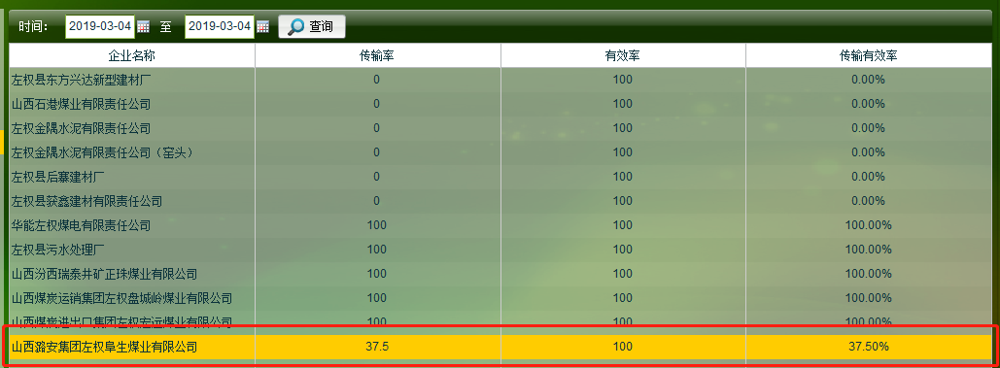 时间： 2019-03-04 至 2019-03-04 查询
企业名称 传输率 有效率 传输有效率
左权县东方兴达新型建材厂 0 100 0.00%
山西石港煤业有限责任公司 0 100 0.00%
左权金隅水泥有限责任公司 0 100 0.00%
左权金隅水泥有限责任公司（窑头） 0 100 0.00%
左权县后寨建材厂 0 100 0.00%
左权县获鑫建材有限责任公司 0 100 0.00%
华能左权煤电有限责任公司 100 100 100.00%
左权县污水处理厂 100 100 100.00%
山西汾西瑞泰井矿正珠煤业有限公司 100 100 100.00%
山西煤炭运销集团左权盘城岭煤业有限公司 100 100 100.00%
山西煤炭进出口集团左权宏远煤业有限公司 100 100 100.00%
山西潞安集团左权阜生煤业有限公司 37.5 100 37.50%